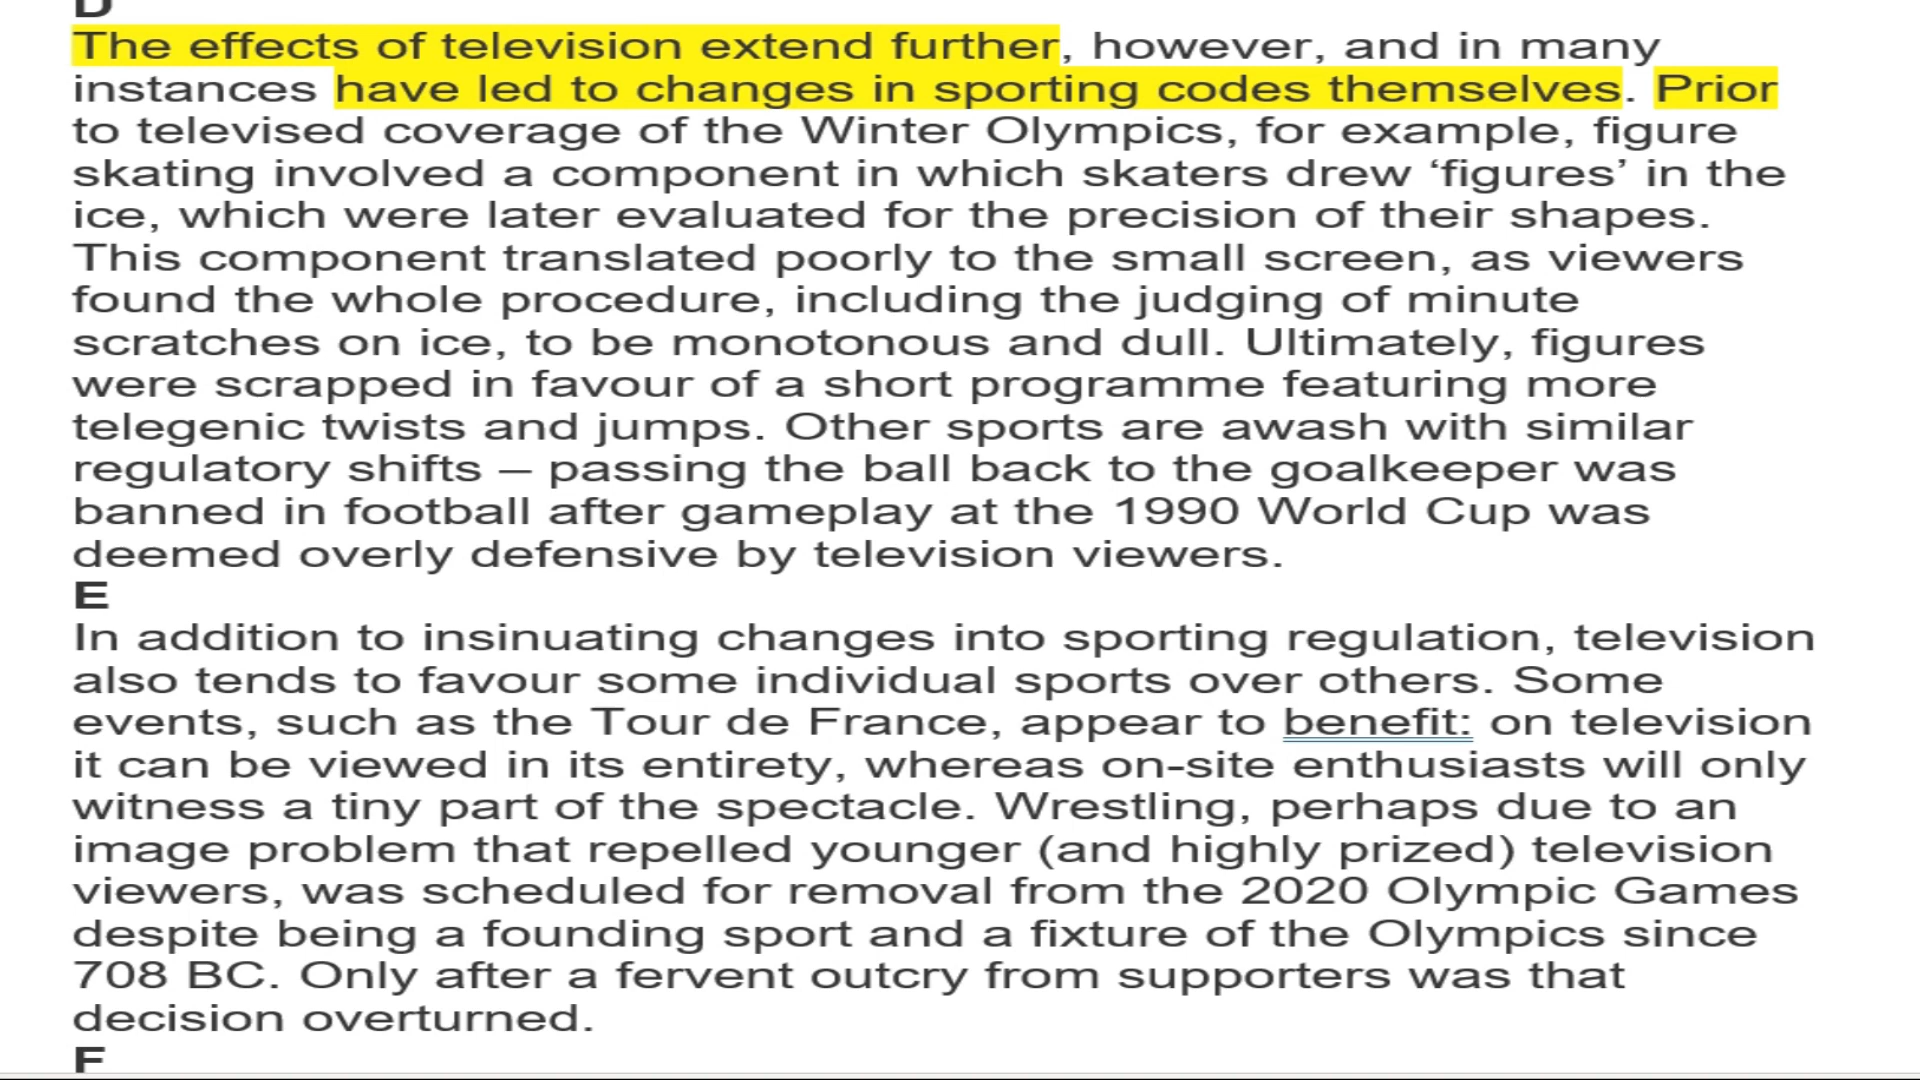 D
The effects of television extend further, however, and in many
instances have led to changes in sporting codes themselves. Prior
to televised coverage of the Winter Olympics, for example, figure
skating involved a component in which skaters drew ‘figures’ in the
ice, which were later evaluated for the precision of their shapes.
This component translated poorly to the small screen, as viewers
found the whole procedure, including the judging of minute
scratches on ice, to be monotonous and dull. Ultimately, figures
were scrapped in favour of a short programme featuring more
telegenic twists and jumps. Other sports are awash with similar
regulatory shifts – passing the ball back to the goalkeeper was
banned in football after gameplay at the 1990 World Cup was
deemed overly defensive by television viewers.
E
In addition to insinuating changes into sporting regulation, television
also tends to favour some individual sports over others. Some
events, such as the Tour de France, appear to benefit: on television
it can be viewed in its entirety, whereas on-site enthusiasts will only
witness a tiny part of the spectacle. Wrestling, perhaps due to an
image problem that repelled younger (and highly prized) television
viewers, was scheduled for removal from the 2020 Olympic Games
despite being a founding sport and a fixture of the Olympics since
708 BC. Only after a fervent outcry from supporters was that
decision overturned.
F